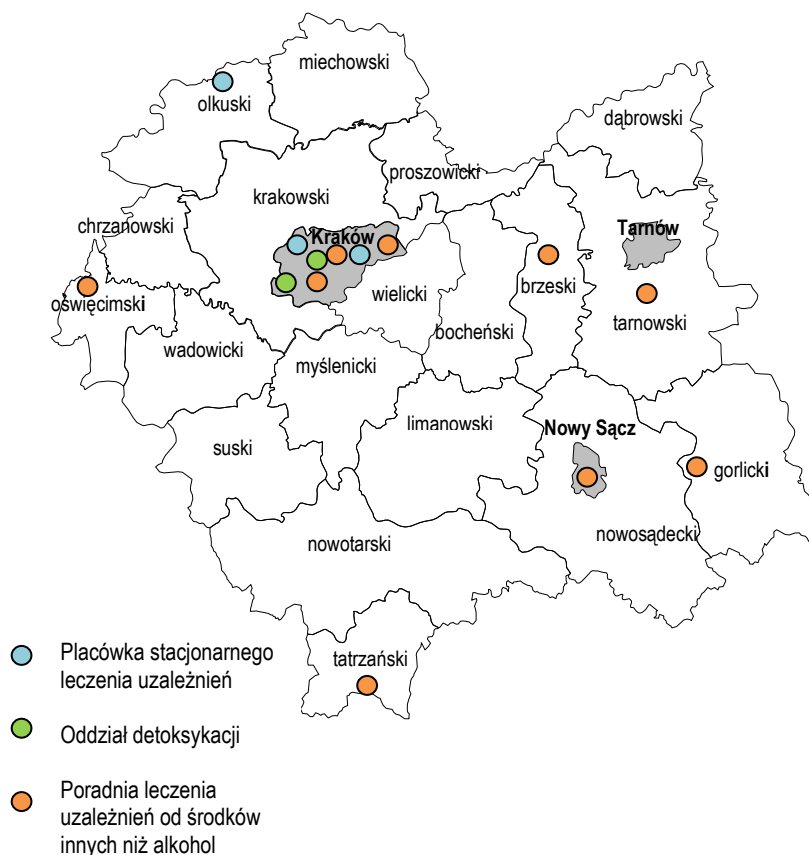 miechowski
olkuski
dąbrowski
proszowicki
krakowski
chrzanowski
Kraków
Tarnów
oświęcimski
wielicki
brzeski
bocheński
tarnowski
wadowicki
myślenicki
limanowski
Nowy Sącz
suski
gorlicki
nowosądecki
nowotarski
tatrzański
Placówka stacjonarnego
leczenia uzależnień
Oddział detoksykacji
Poradnia leczenia
uzależnień od środków
innych niż alkohol